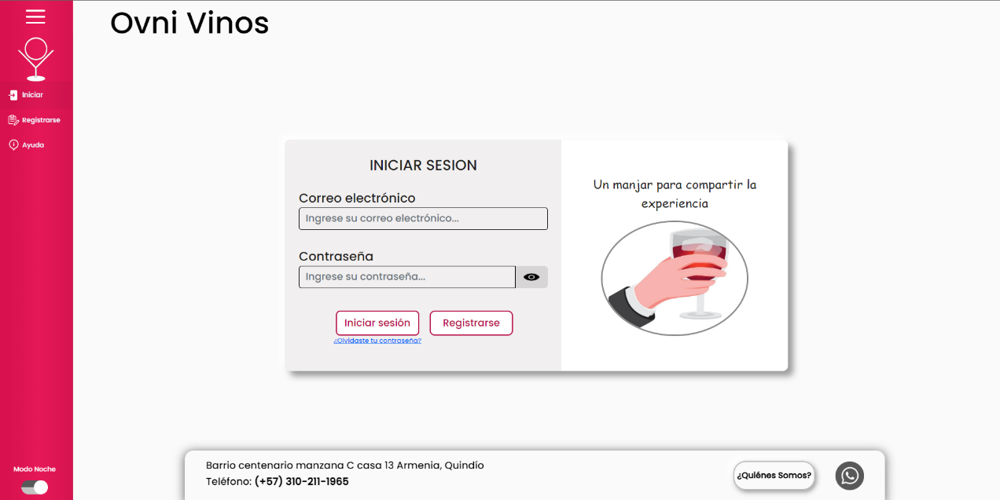 Ovni Vinos
Iniciar
Registrarse
Ayuda
INICIAR SESION
Correo electrónico
Ingrese su correo electrónico...
Contraseña
Ingrese su contraseña...
Iniciar sesión
Registrarse
¿Olvidaste tu contraseña?
Un manjar para compartir la
experiencia
Modo Noche
Barrio centenario manzana C casa 13 Armenia, Quindío
Teléfono: (+57) 310-211-1965
¿Quiénes Somos?